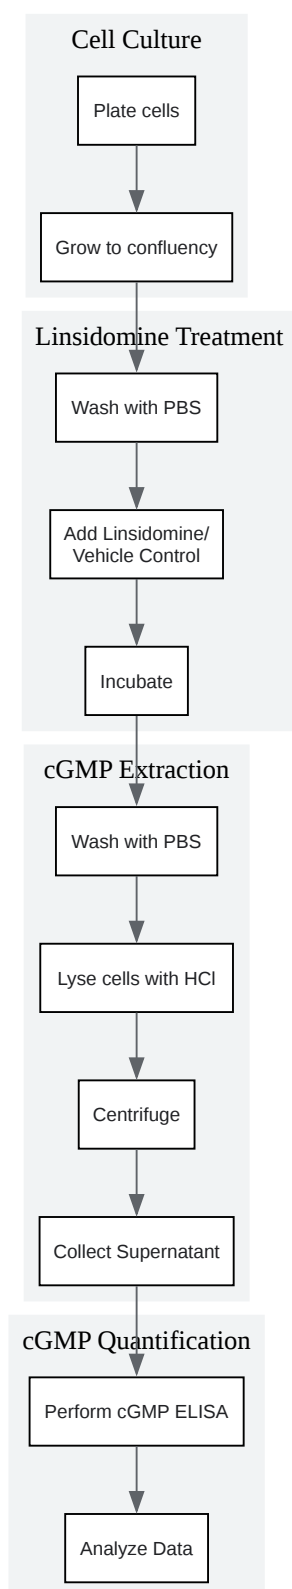 Cell Culture
Plate cells
Grow to confluency
Linsidomine Treatment
Wash with PBS
Add Linsidomine/
Vehicle Control
Incubate
cGMP Extraction
Wash with PBS
Lyse cells with HCl
Centrifuge
Collect Supernatant
cGMP Quantification
Perform cGMP ELISA
Analyze Data